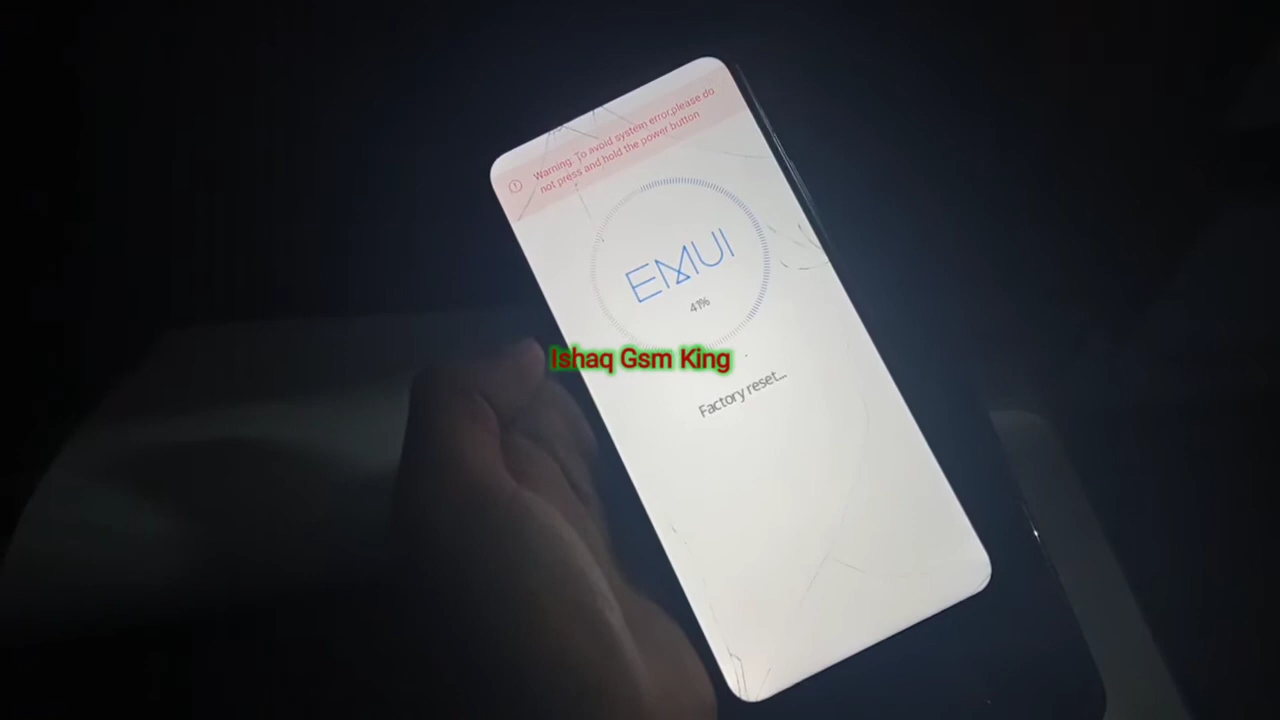 Warning: To avoid system error,please do
not press and hold the power button
EMUI
41%
Ishaq Gsm King
Factory reset...